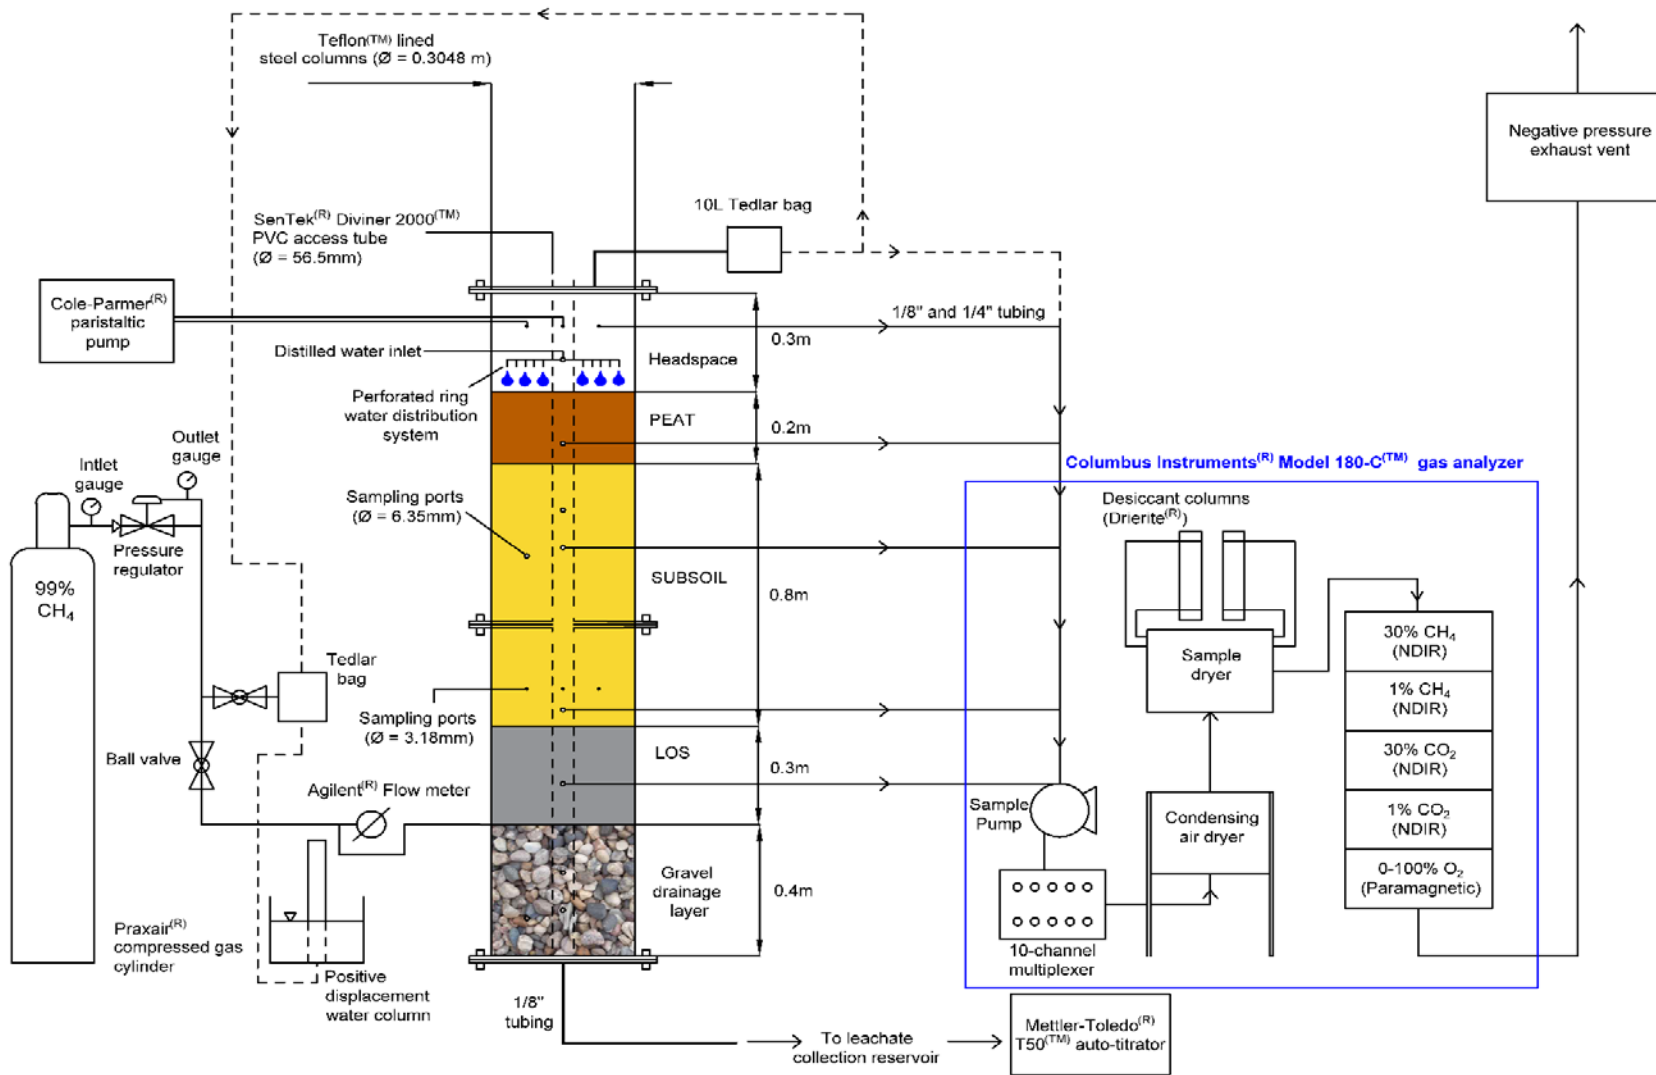 Teflon(TM) lined
steel columns (Ø = 0.3048 m)
Negative pressure
exhaust vent
SenTek(R) Diviner 2000(TM)
PVC access tube
(Ø = 56.5mm)
10L Tedlar bag
Cole-Parmer(R)
paristaltic
pump
1/8" and 1/4" tubing
0.3m
Distilled water inlet
Headspace
Perforated ring
water distribution
system
PEAT
0.2m
Outlet
gauge
Intlet
gauge
Columbus Instruments(R) Model 180-C(TM) gas analyzer
Desiccant columns
(Drierite(R))
Sampling ports
(Ø = 6.35mm)
Pressure
regulator
99%
CH4
SUBSOIL
0.8m
30% CH4
(NDIR)
Sample
dryer
1% CH4
(NDIR)
Tedlar
bag
Sampling ports
(Ø = 3.18mm)
Ball valve
LOS
0.3m
30% CO2
(NDIR)
Agilent(R) Flow meter
Sample
Pump
Condensing
air dryer
1% CO2
(NDIR)
0-100% O2
(Paramagnetic)
Gravel
drainage
layer
0.4m
Praxair(R)
compressed gas
cylinder
10-channel
multiplexer
Positive
displacement
water column
1/8"
tubing
To leachate
collection reservoir
Mettler-Toledo(R)
T50(TM) auto-titrator